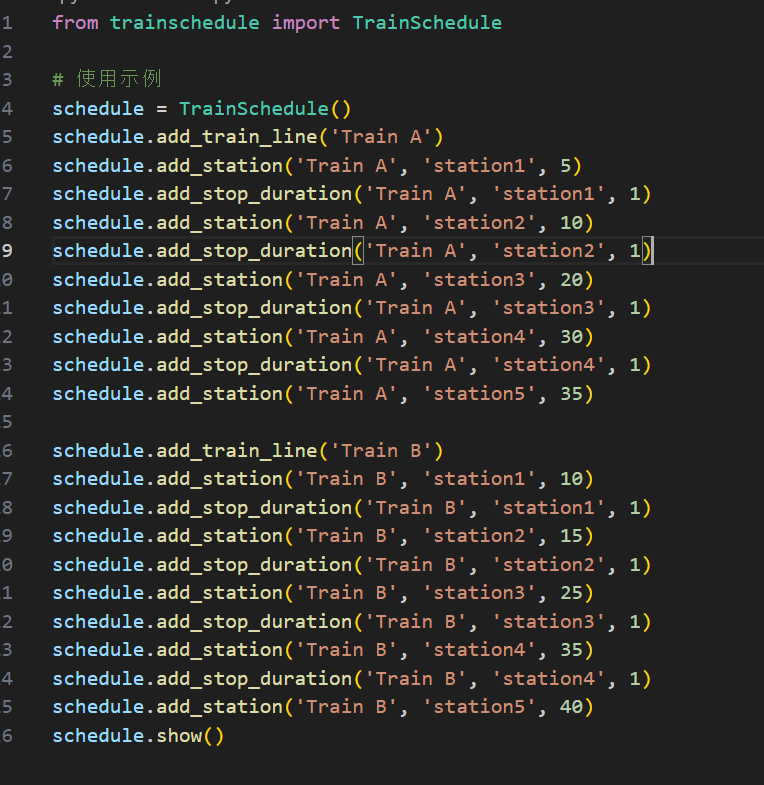 1 from trainschedule import TrainSchedule
2
3 # 使用示例
4 schedule = TrainSchedule()
5 schedule.add_train_line('Train A')
6 schedule.add_station('Train A', 'station1', 5)
7 schedule.add_stop_duration('Train A', 'station1', 1)
8 schedule.add_station('Train A', 'station2', 10)
9 schedule.add_stop_duration('Train A', 'station2', 1)
0 schedule.add_station('Train A', 'station3', 20)
1 schedule.add_stop_duration('Train A', 'station3', 1)
2 schedule.add_station('Train A', 'station4', 30)
3 schedule.add_stop_duration('Train A', 'station4', 1)
4 schedule.add_station('Train A', 'station5', 35)
5
6 schedule.add_train_line('Train B')
7 schedule.add_station('Train B', 'station1', 10)
8 schedule.add_stop_duration('Train B', 'station1', 1)
9 schedule.add_station('Train B', 'station2', 15)
0 schedule.add_stop_duration('Train B', 'station2', 1)
1 schedule.add_station('Train B', 'station3', 25)
2 schedule.add_stop_duration('Train B', 'station3', 1)
3 schedule.add_station('Train B', 'station4', 35)
4 schedule.add_stop_duration('Train B', 'station4', 1)
5 schedule.add_station('Train B', 'station5', 40)
6 schedule.show()